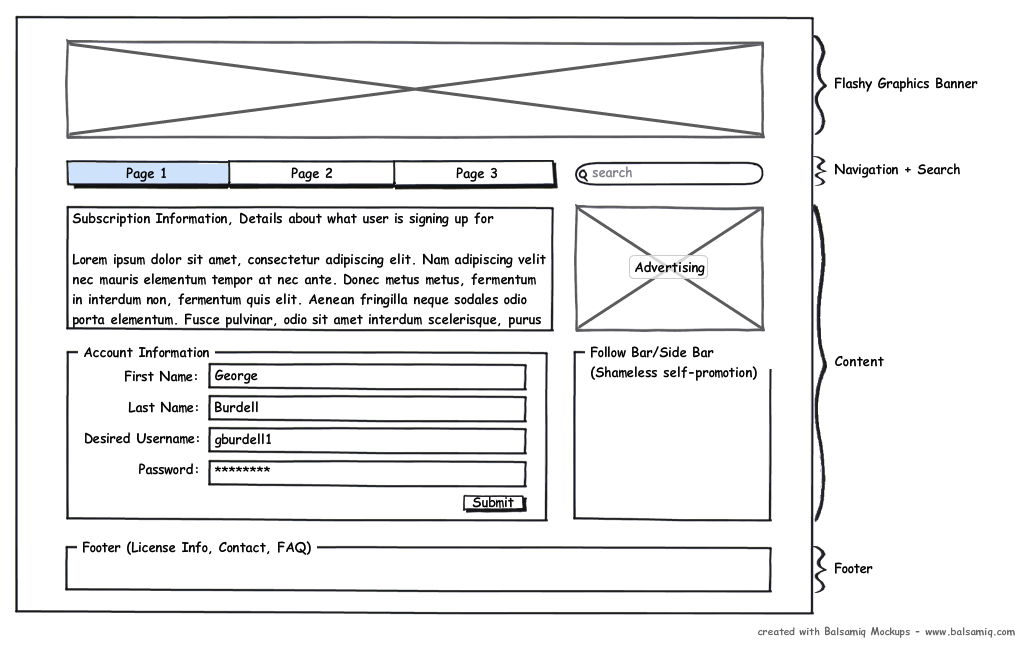 Flashy Graphics Banner
Page 1
Page 2
Page 3
search
Navigation + Search
Subscription Information, Details about what user is signing up for
Lorem ipsum dolor sit amet, consectetur adipiscing elit. Nam adipiscing velit
nec mauris elementum tempor at nec ante. Donec metus metus, fermentum
in interdum non, fermentum quis elit. Aenean fringilla neque sodales odio
porta elementum. Fusce pulvinar, odio sit amet interdum scelerisque, purus
Advertising
Content
Account Information
First Name: George
Last Name: Burdell
Desired Username: gburdell1
Password: ********
Submit
Follow Bar/Side Bar
(Shameless self-promotion)
Footer (License Info, Contact, FAQ)
Footer
created with Balsamiq Mockups - www.balsamiq.com